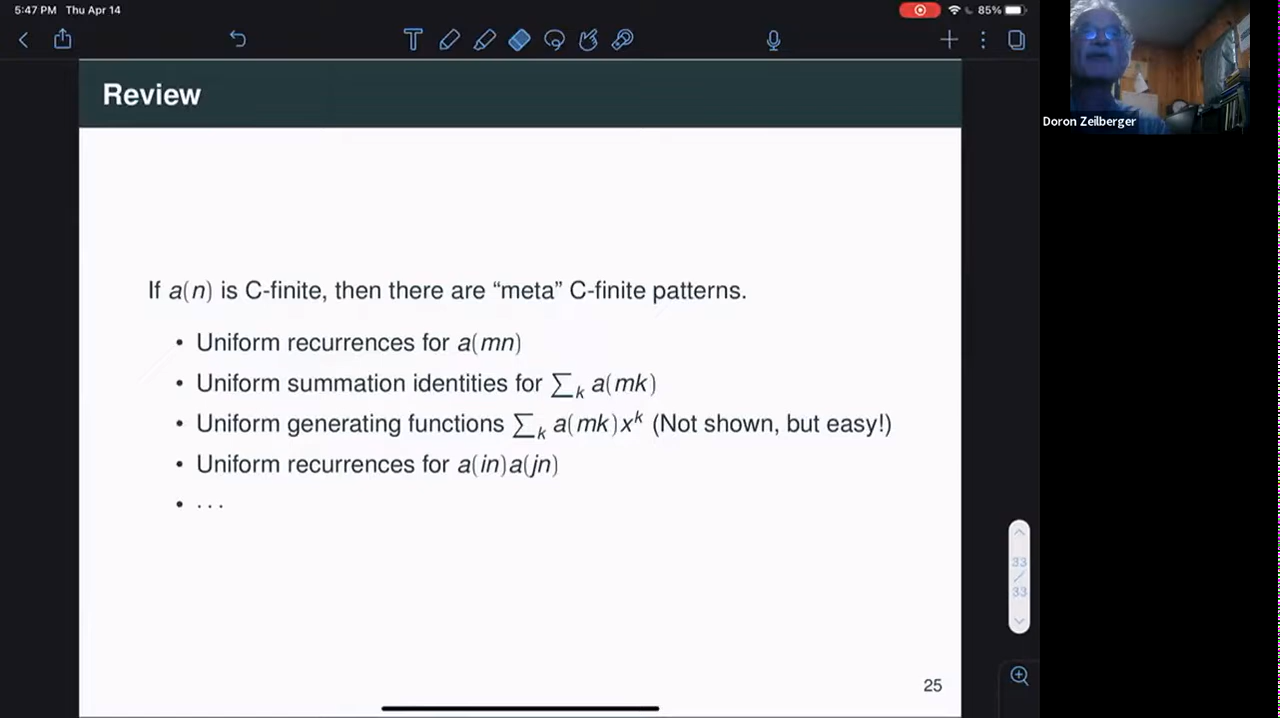 5:47 PM Thu Apr 14
85%
Review
Doron Zeilberger
If a(n) is C-finite, then there are “meta” C-finite patterns.
• Uniform recurrences for a(mn)
• Uniform summation identities for ∑ₖ a(mk)
• Uniform generating functions ∑ₖ a(mk)xᵏ (Not shown, but easy!)
• Uniform recurrences for a(in)a(jn)
• · · ·
33
/
33
25